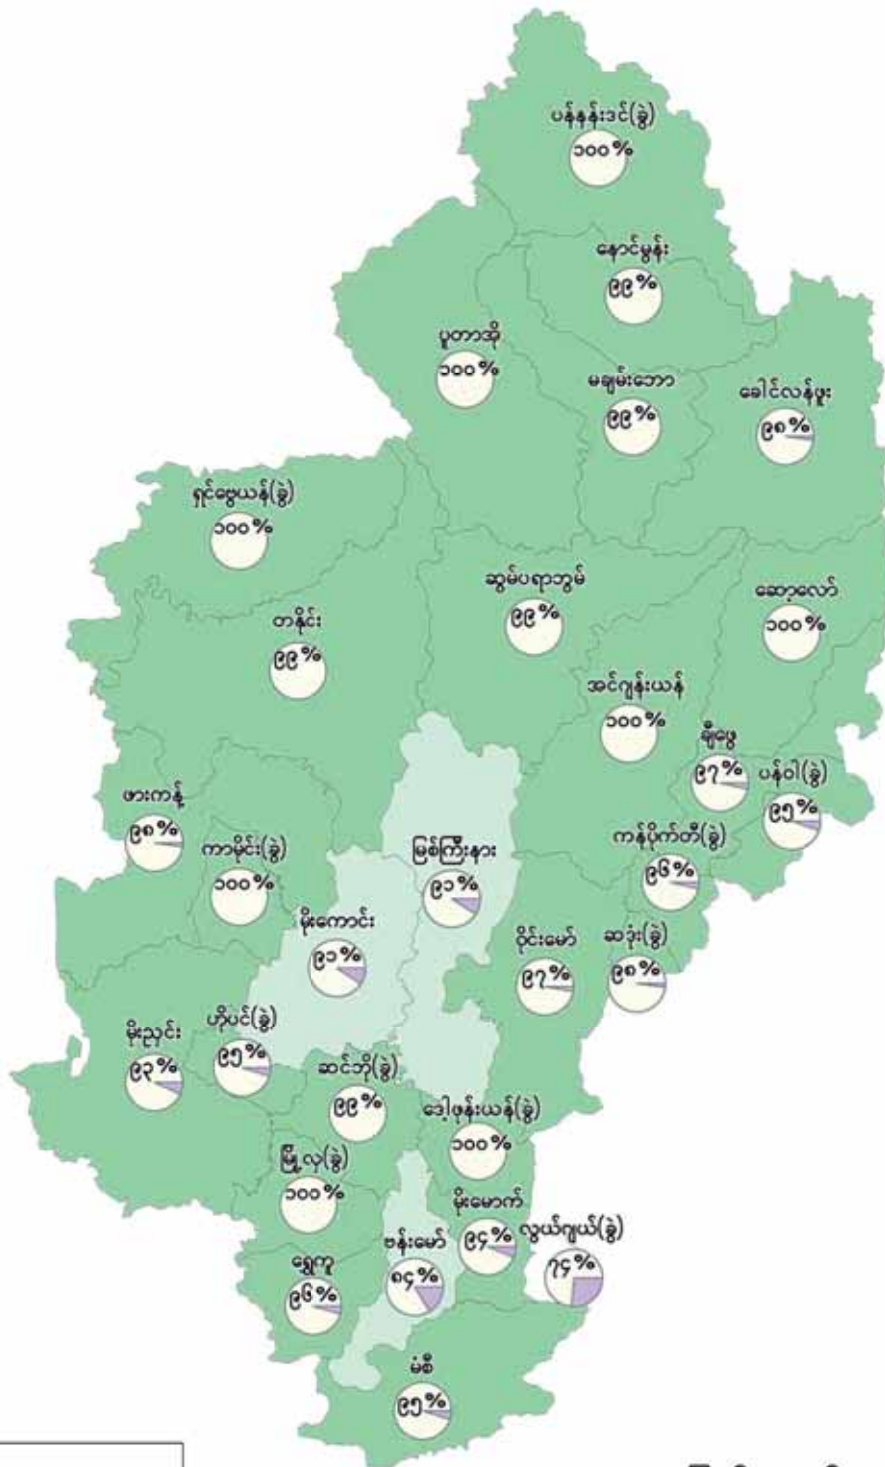 ပန်နန်းဒင်(ခွဲ)
၁၀၀%
နောင်မွန်း
၉၉%
ပူတာအို
၁၀၀%
မချမ်းဘော
၉၉%
ခေါင်လန်ဖူး
၉၈%
ရှင်ဗွေယန်(ခွဲ)
၁၀၀%
ဆွမ်ပရာဘွမ်
၉၉%
ဆော့လော်
၁၀၀%
တနိုင်း
၉၉%
အင်ဂျန်းယန်
၁၀၀%
ချီဖွေ
၉၇%
ပန်ဝါ(ခွဲ)
၉၅%
ဖားကန့်
၉၈%
ကာမိုင်း(ခွဲ)
၁၀၀%
မြစ်ကြီးနား
၉၁%
ကန်ပိုက်တီ(ခွဲ)
၉၆%
မိုးကောင်း
၉၁%
ဝိုင်းမော်
၉၇%
ဆဒုံး(ခွဲ)
၉၈%
မိုးညှင်း
၉၃%
ဟိုပင်(ခွဲ)
၉၅%
ဆင်ဘို(ခွဲ)
၉၉%
ဒေါ့ဖုန်းယန်(ခွဲ)
၁၀၀%
မြို့လှ(ခွဲ)
၁၀၀%
မိုးမောက်
၉၄%
လွယ်ဂျယ်(ခွဲ)
၇၄%
ဗန်းမော်
၈၄%
ရွှေကူ
၉၆%
မံစီ
၉၅%